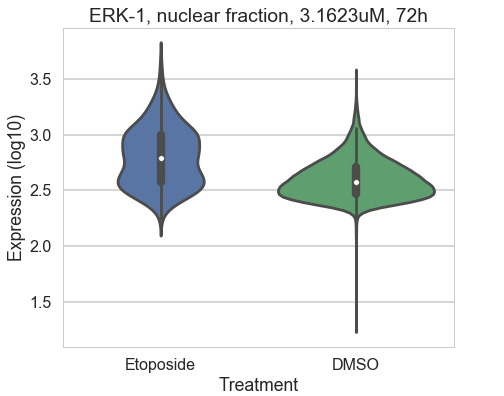 ERK-1, nuclear fraction, 3.1623uM, 72h
Expression (log10)
3.5
3.0
2.5
2.0
1.5
Etoposide DMSO
Treatment